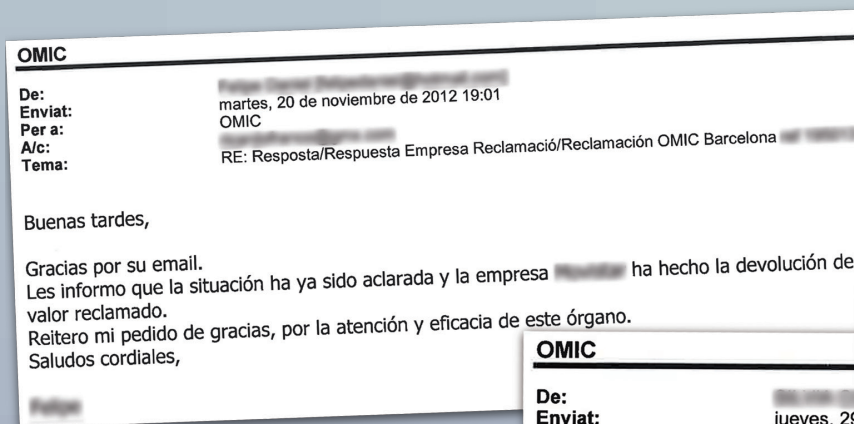 OMIC
De:
Enviat: martes, 20 de noviembre de 2012 19:01
Per a: OMIC
A/c:
Tema: RE: Resposta/Respuesta Empresa Reclamació/Reclamación OMIC Barcelona
Buenas tardes,
Gracias por su email.
Les informo que la situación ha ya sido aclarada y la empresa ha hecho la devolución de
valor reclamado.
Reitero mi pedido de gracias, por la atención y eficacia de este órgano.
Saludos cordiales,
OMIC
De:
Enviat: jueves, 29